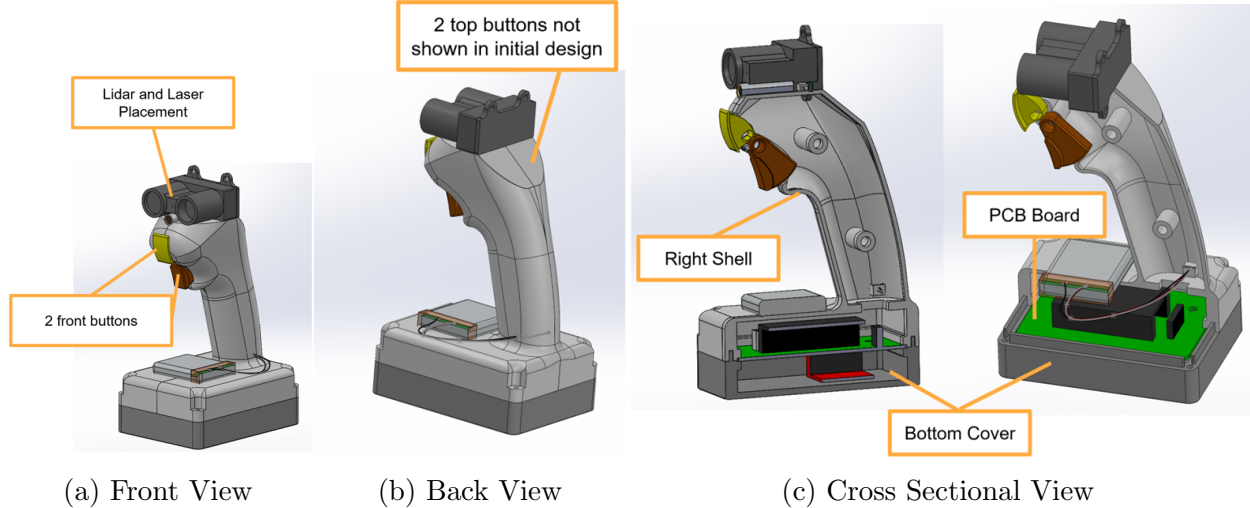 2 top buttons not
shown in initial design
Lidar and Laser
Placement
2 front buttons
Right Shell
PCB Board
Bottom Cover
(a) Front View
(b) Back View
(c) Cross Sectional View